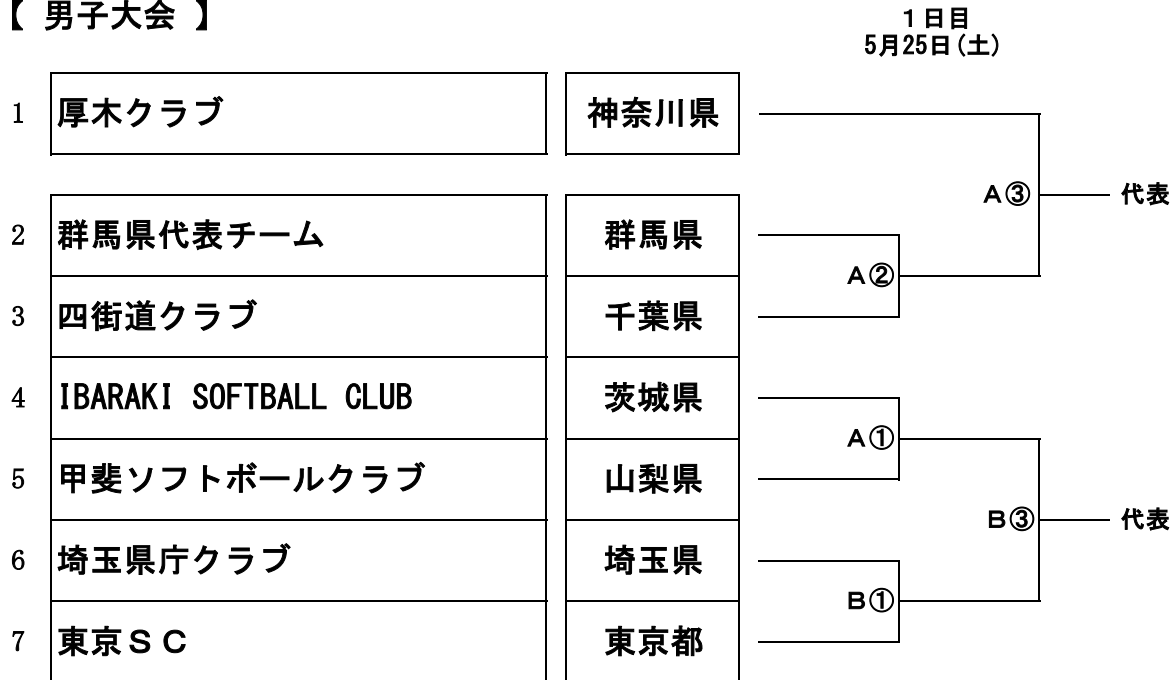 【 男子大会 】
１日目
5月25日(土)
1 厚木クラブ 神奈川県
A③ 代表
2 群馬県代表チーム 群馬県
A②
3 四街道クラブ 千葉県
4 IBARAKI SOFTBALL CLUB 茨城県
A①
5 甲斐ソフトボールクラブ 山梨県
B③ 代表
6 埼玉県庁クラブ 埼玉県
B①
7 東京ＳＣ 東京都